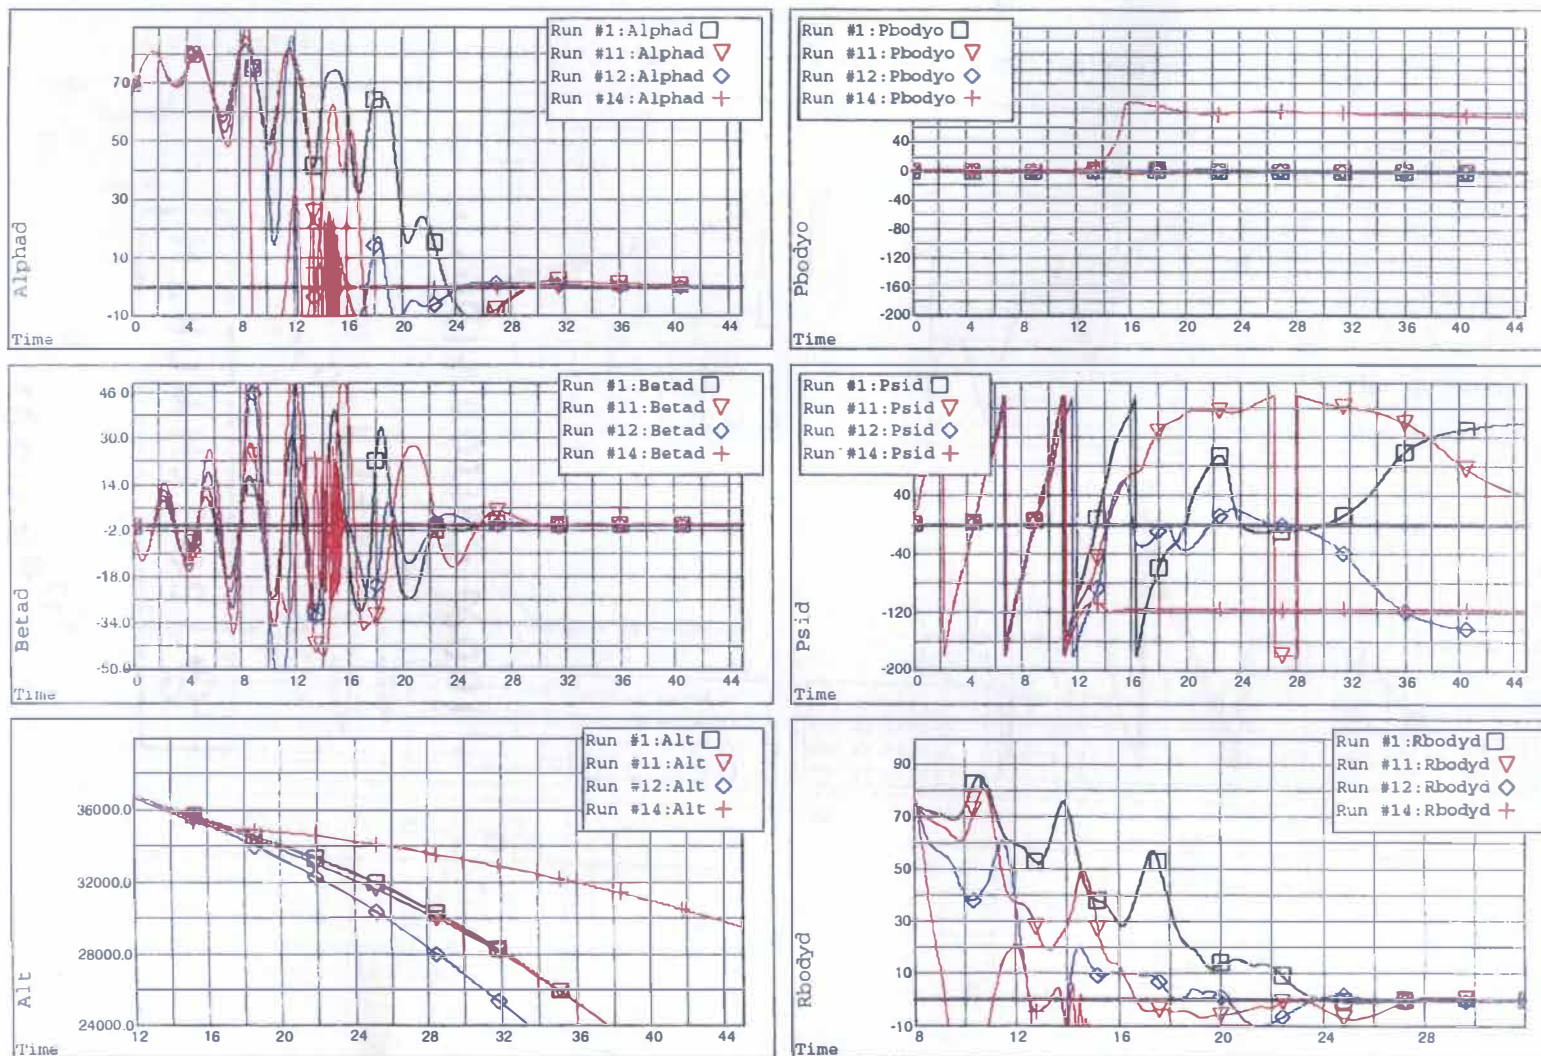 Run #1:Alphad
Run #11:Alphad
Run #12:Alphad
Run #14:Alphad
70
50
30
10
-10
Alphad
0 4 8 12 16 20 24 28 32 36 40 44
Time
Run #1:Pbodyo
Run #11:Pbodyo
Run #12:Pbodyo
Run #14:Pbodyo
40
0
-40
-80
-120
-160
-200
Pbodyo
0 4 8 12 16 20 24 28 32 36 40 44
Time
Run #1:Betad
Run #11:Betad
Run #12:Betad
Run #14:Betad
46.0
30.0
14.0
-2.0
-18.0
-34.0
-50.0
Betad
0 4 8 12 16 20 24 28 32 36 40 44
Time
Run #1:Psid
Run #11:Psid
Run #12:Psid
Run #14:Psid
40
0
-40
-120
-200
Psid
0 4 8 12 16 20 24 28 32 36 40 44
Time
Run #1:Alt
Run #11:Alt
Run #12:Alt
Run #14:Alt
36000.0
32000.0
28000.0
24000.0
Alt
12 16 20 24 28 32 36 40 44
Time
Run #1:Rbodyd
Run #11:Rbodyd
Run #12:Rbodyd
Run #14:Rbodyd
90
70
50
30
10
-10
Rbodyd
8 10 12 14 16 18 20 22 24 26 28
Time